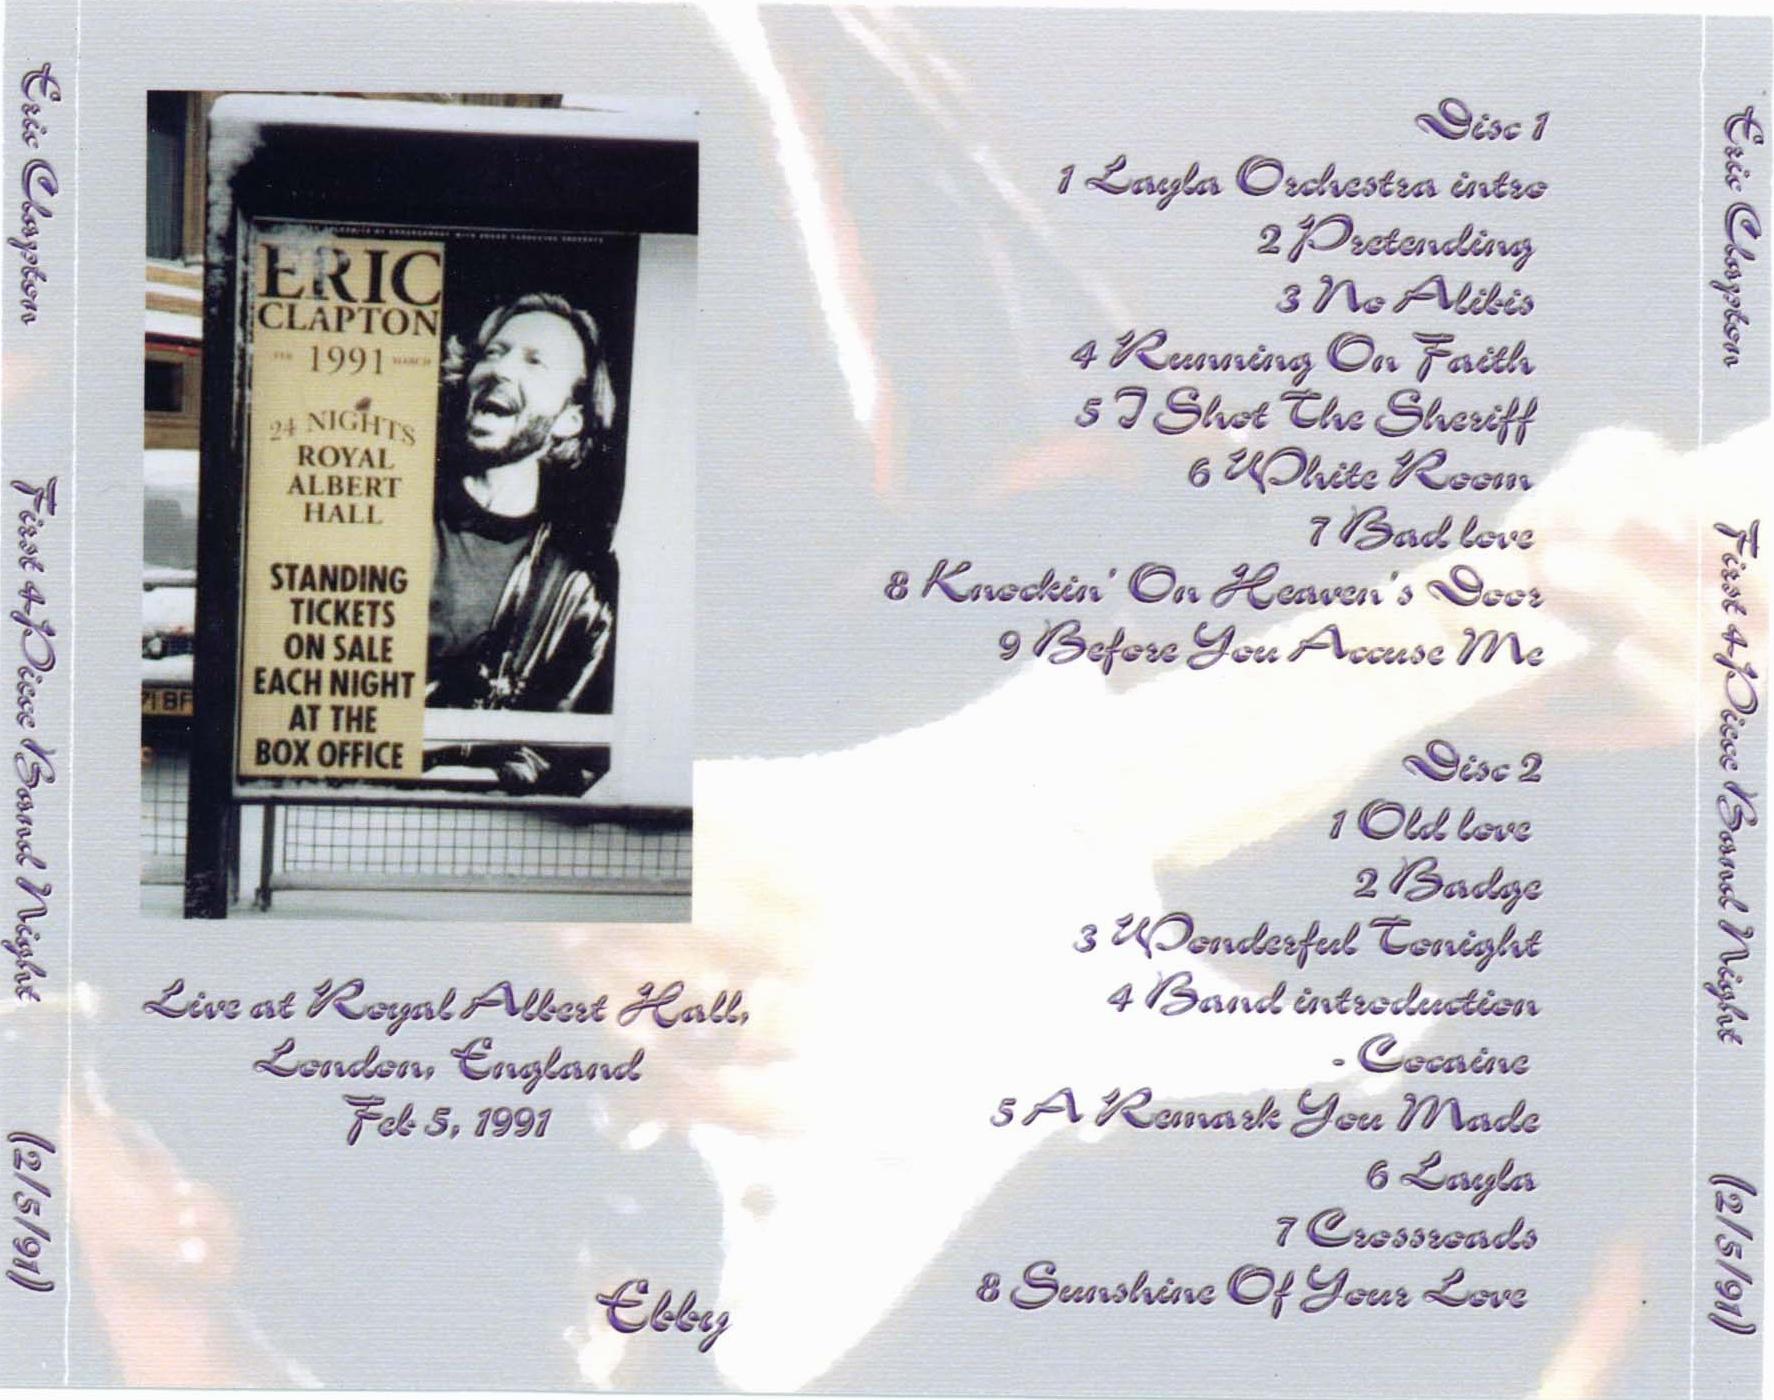 Eric Clapton First 4-Piece Band Night (2/5/91)
ERIC
CLAPTON
FEB 1991 MARCH
24 NIGHTS
ROYAL
ALBERT
HALL
STANDING
TICKETS
ON SALE
EACH NIGHT
AT THE
BOX OFFICE
71 BF
Live at Royal Albert Hall,
London, England
Feb 5, 1991
Ebby
Disc 1
1 Layla Orchestra intro
2 Pretending
3 No Alibis
4 Running On Faith
5 I Shot The Sheriff
6 White Room
7 Bad love
8 Knockin' On Heaven's Door
9 Before You Accuse Me
Disc 2
1 Old love
2 Badge
3 Wonderful Tonight
4 Band introduction
- Cocaine
5 A Remark You Made
6 Layla
7 Crossroads
8 Sunshine Of Your Love
Eric Clapton First 4-Piece Band Night (2/5/91)